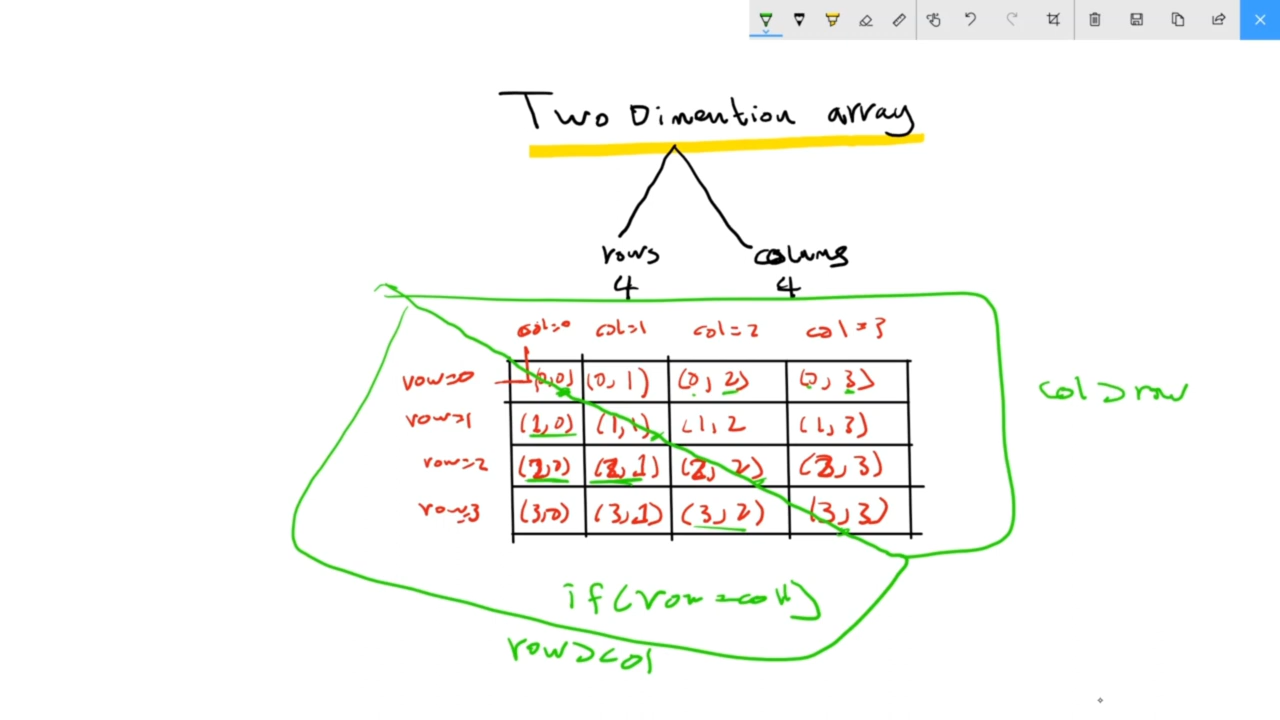 Two Dimention array
rows colums
4 4
col=0 col=1 col=2 col=3
row=0 (0,0) (0,1) (0,2) (0,3)
row=1 (1,0) (1,1) (1,2 (1,3)
row=2 (2,0) (2,1) (2,2) (2,3)
row=3 (3,0) (3,1) (3,2) (3,3)
col>row
if(row=col)
row>col